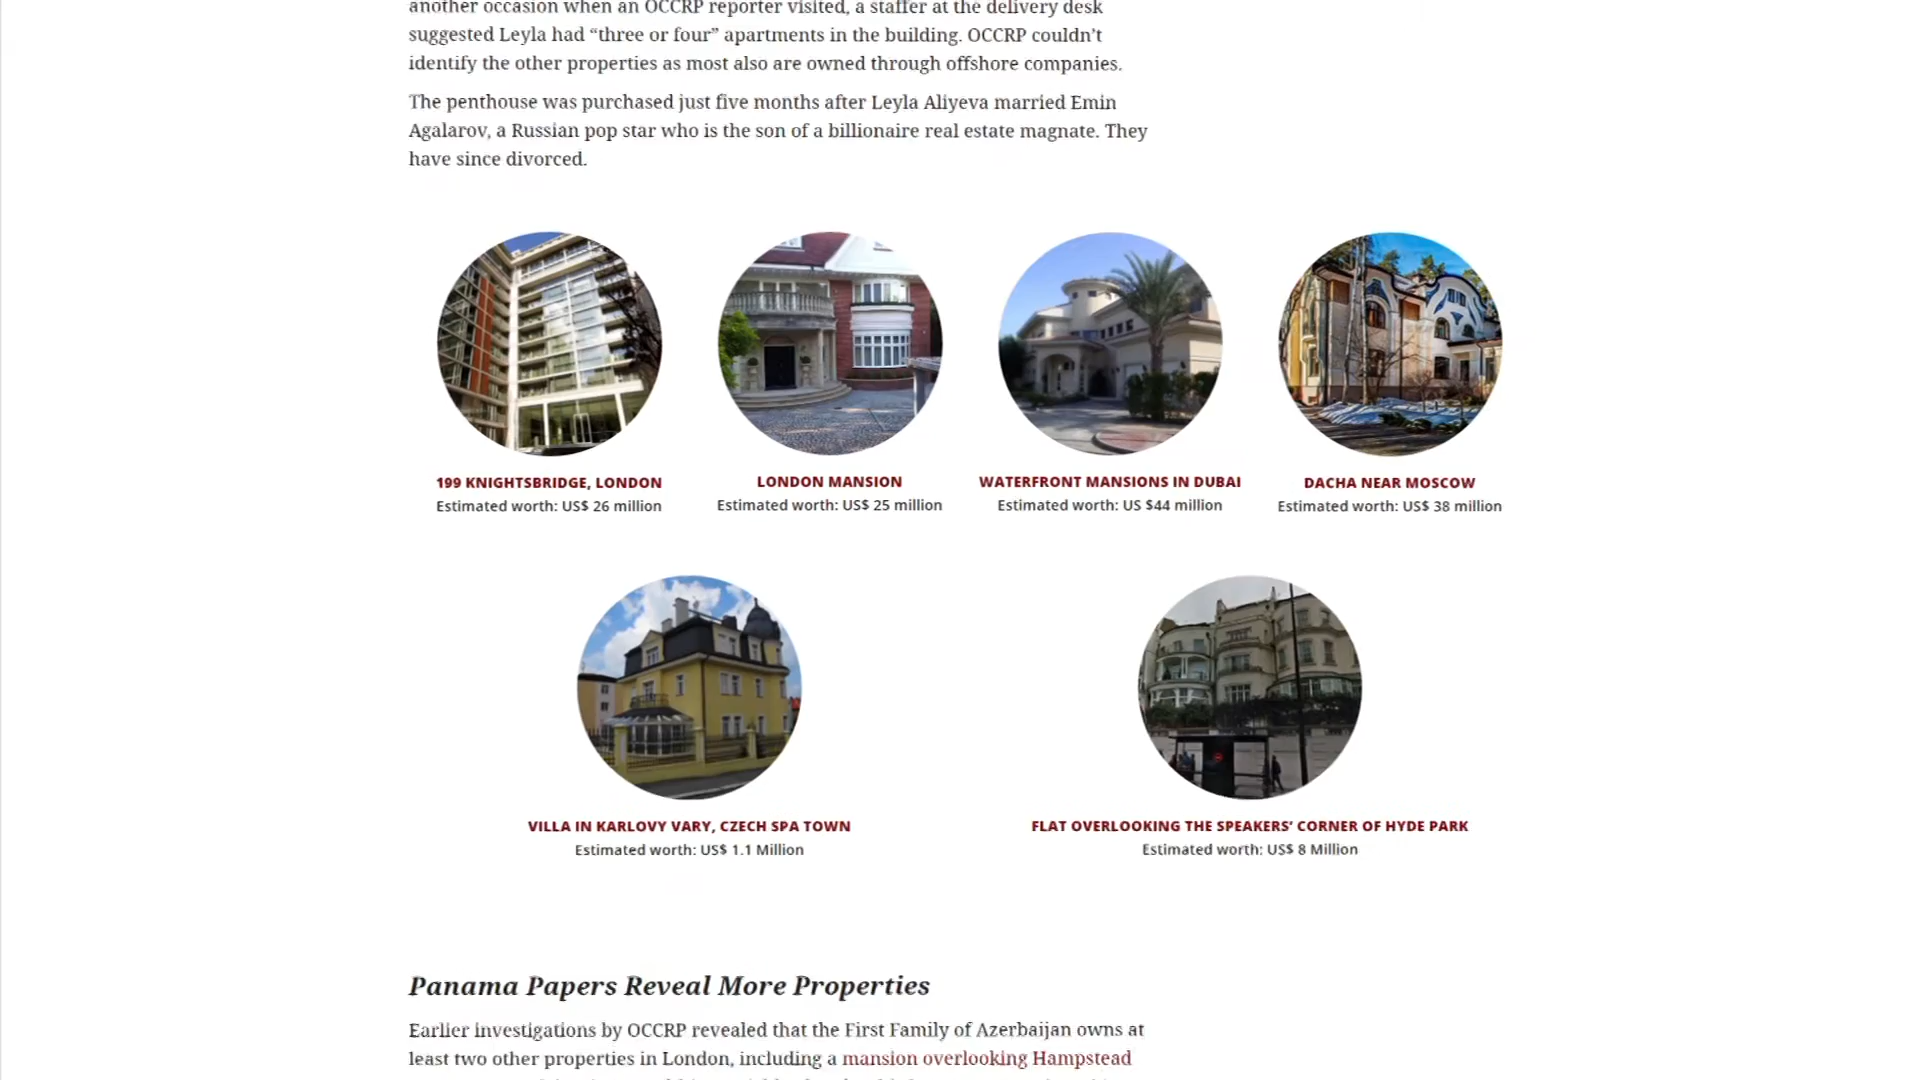 another occasion when an OCCRP reporter visited, a staffer at the delivery desk
suggested Leyla had “three or four” apartments in the building. OCCRP couldn’t
identify the other properties as most also are owned through offshore companies.
The penthouse was purchased just five months after Leyla Aliyeva married Emin
Agalarov, a Russian pop star who is the son of a billionaire real estate magnate. They
have since divorced.
199 KNIGHTSBRIDGE, LONDON
Estimated worth: US$ 26 million
LONDON MANSION
Estimated worth: US$ 25 million
WATERFRONT MANSIONS IN DUBAI
Estimated worth: US $44 million
DACHA NEAR MOSCOW
Estimated worth: US$ 38 million
VILLA IN KARLOVY VARY, CZECH SPA TOWN
Estimated worth: US$ 1.1 Million
FLAT OVERLOOKING THE SPEAKERS’ CORNER OF HYDE PARK
Estimated worth: US$ 8 Million
Panama Papers Reveal More Properties
Earlier investigations by OCCRP revealed that the First Family of Azerbaijan owns at
least two other properties in London, including a mansion overlooking Hampstead